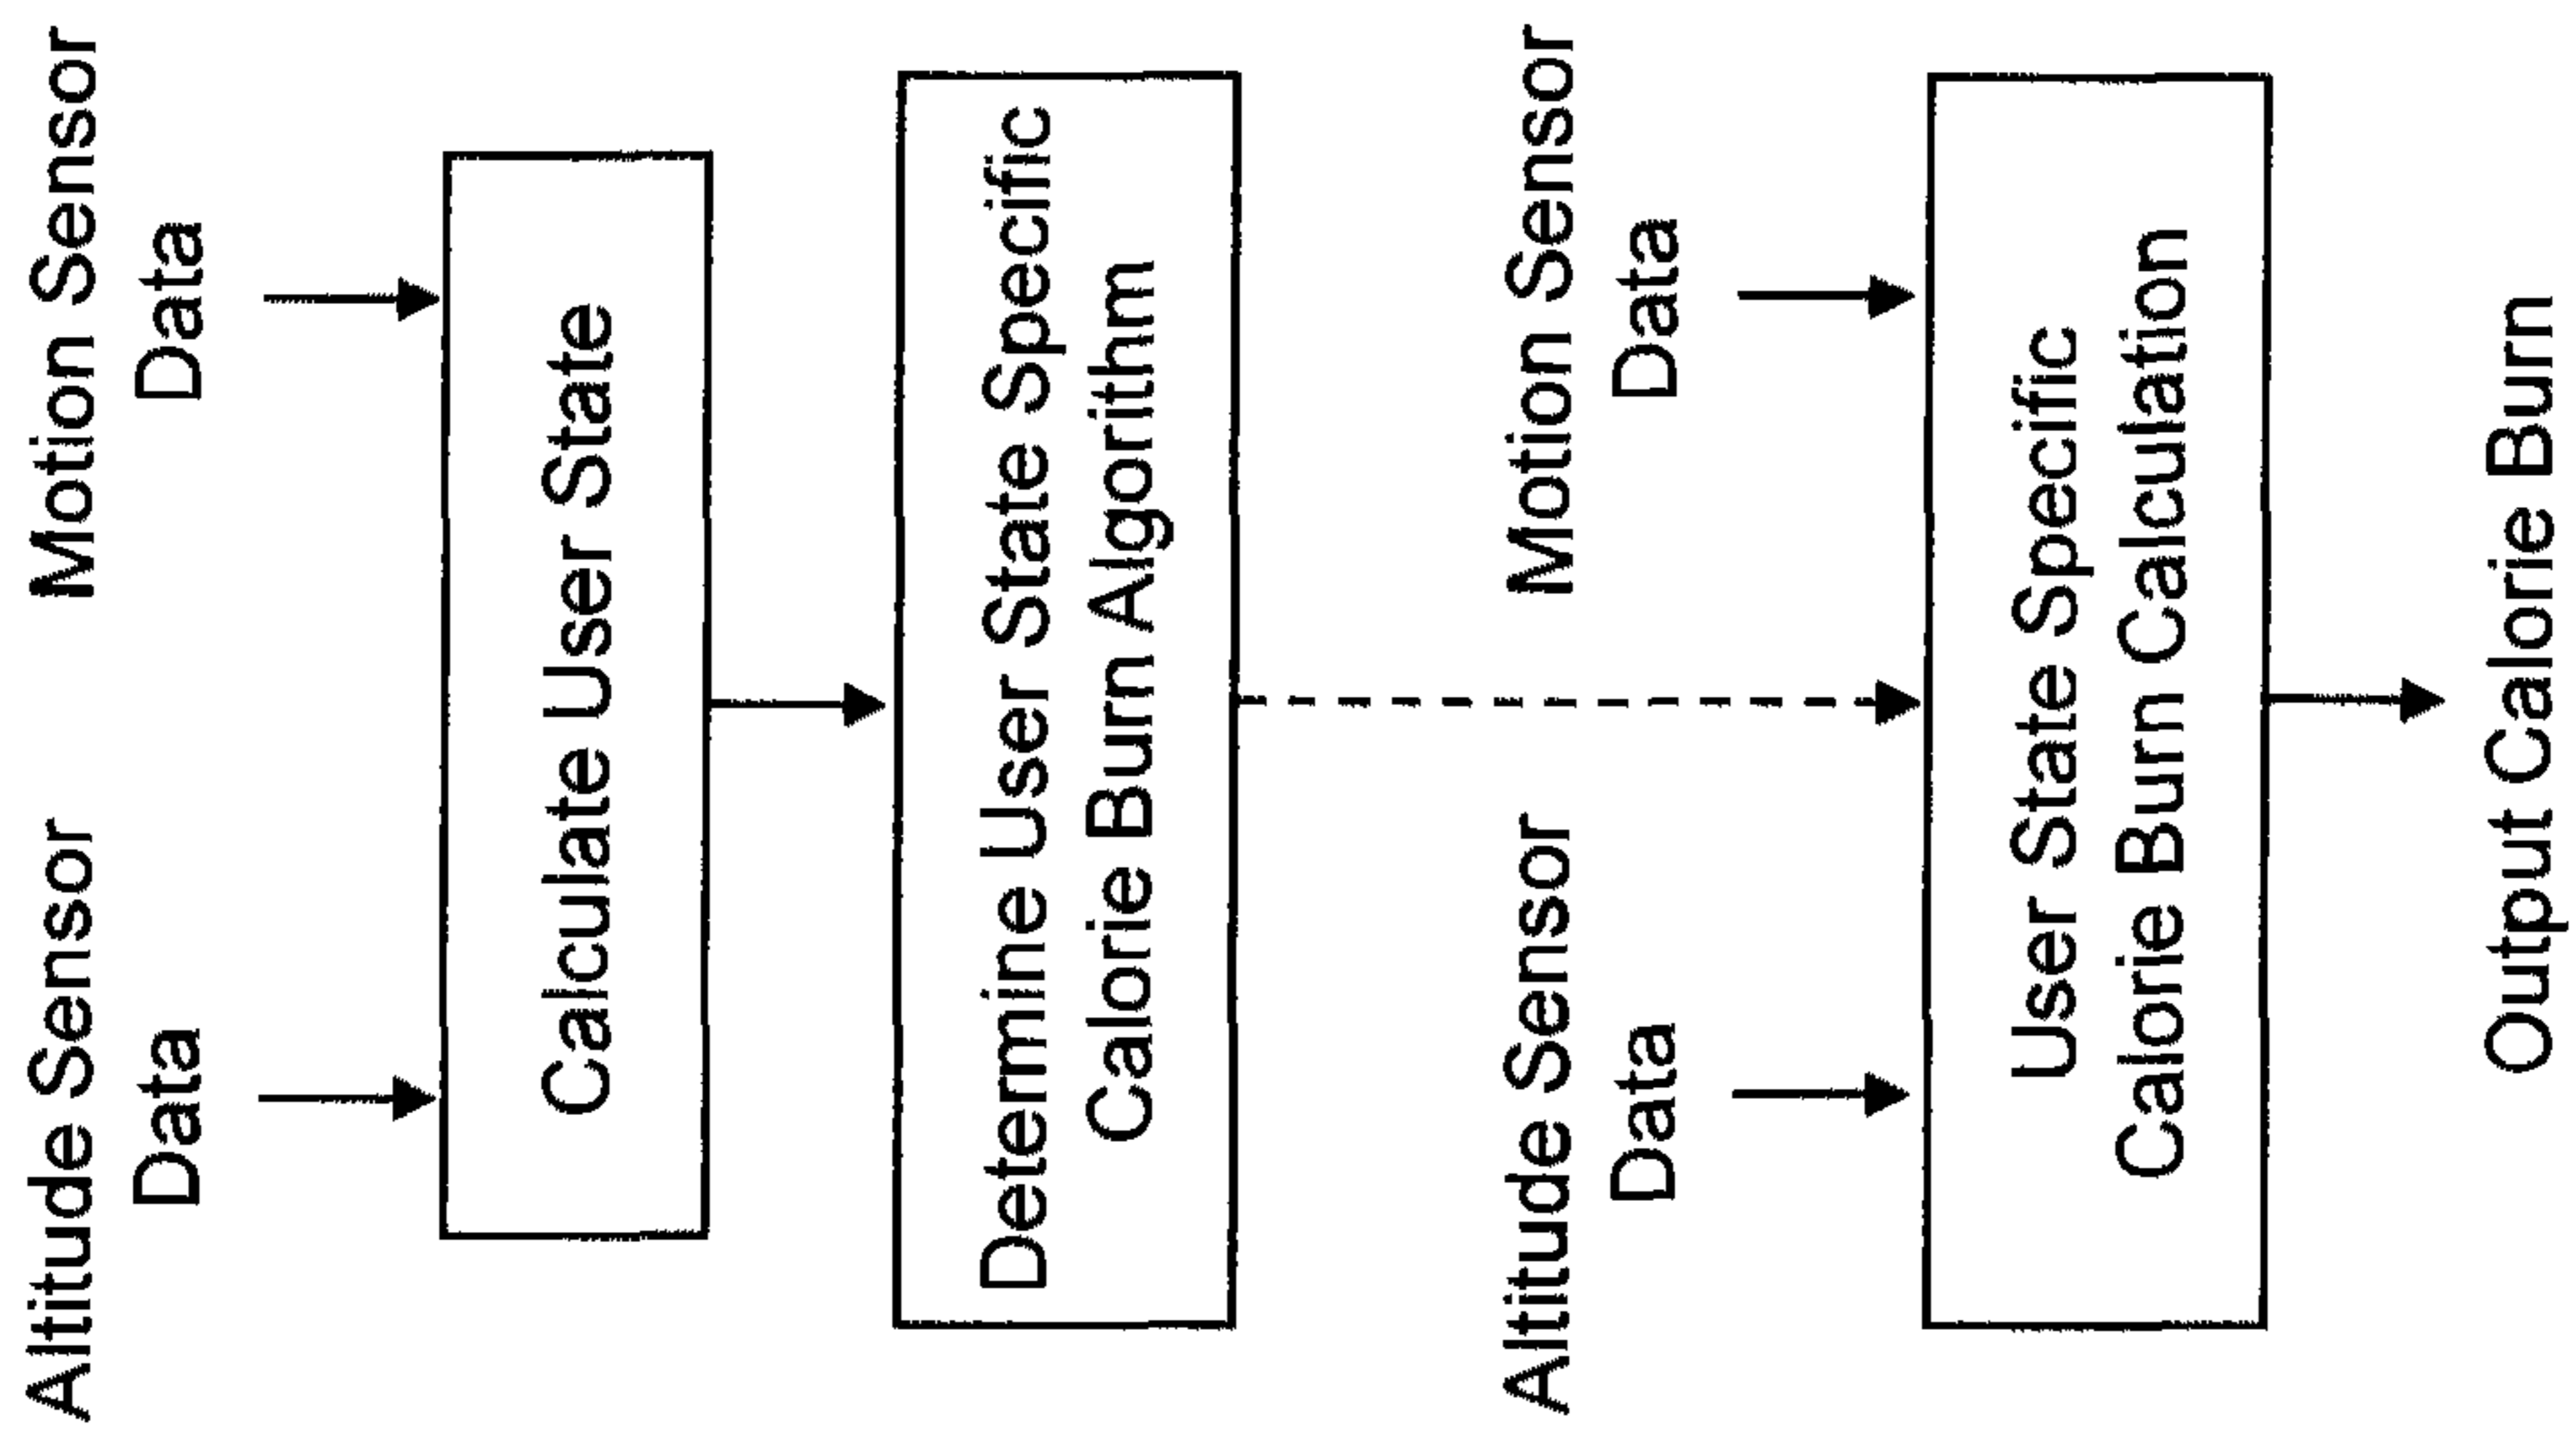 Altitude Sensor
Data
Motion Sensor
Data
Calculate User State
Determine User State Specific
Calorie Burn Algorithm
Altitude Sensor
Data
Motion Sensor
Data
User State Specific
Calorie Burn Calculation
Output Calorie Burn